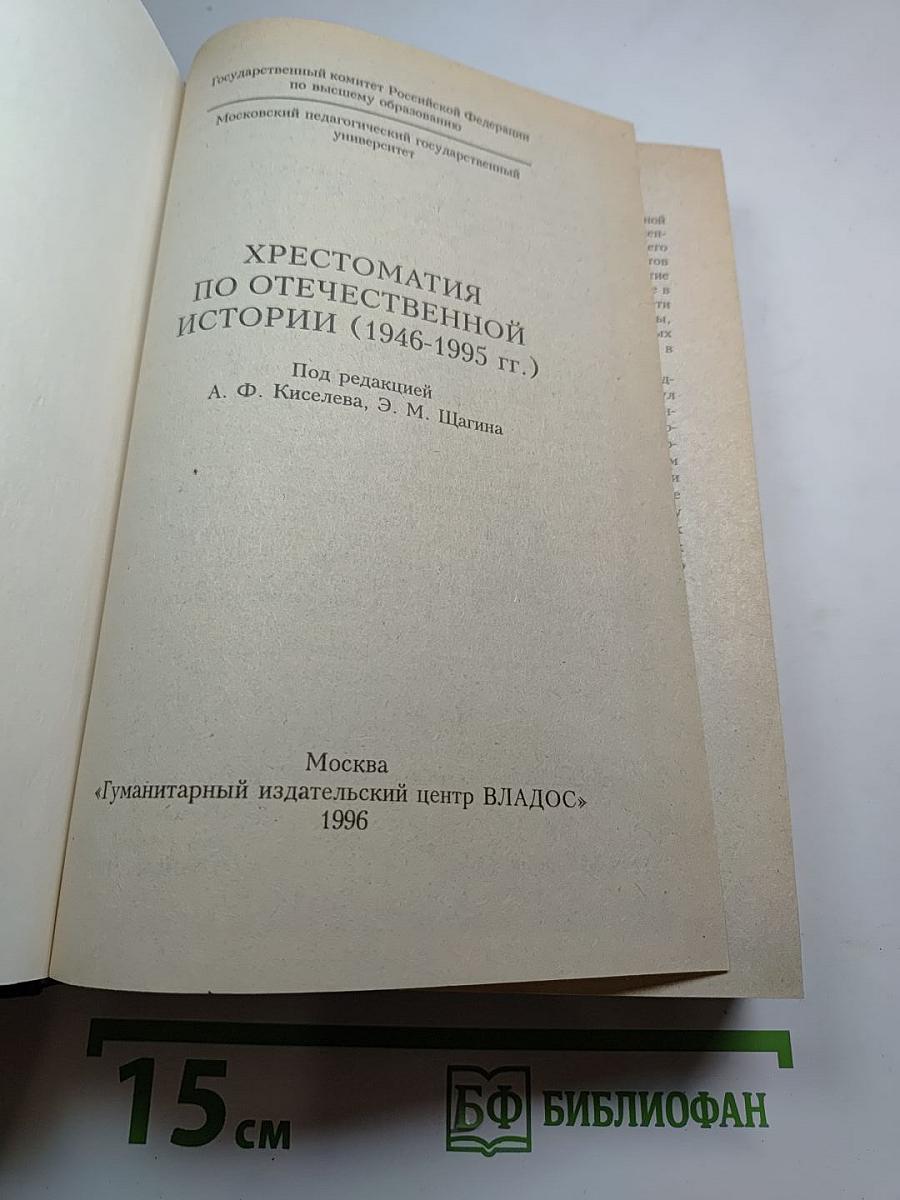 Государственный комитет Российской Федерации
по высшему образованию
Московский педагогический государственный
университет
ХРЕСТОМАТИЯ
ПО ОТЕЧЕСТВЕННОЙ
ИСТОРИИ (1946-1995 гг.)
Под редакцией
А. Ф. Киселева, Э. М. Щагина
Москва
«Гуманитарный издательский центр ВЛАДОС»
1996
15 см
БФ БИБЛИОФАН